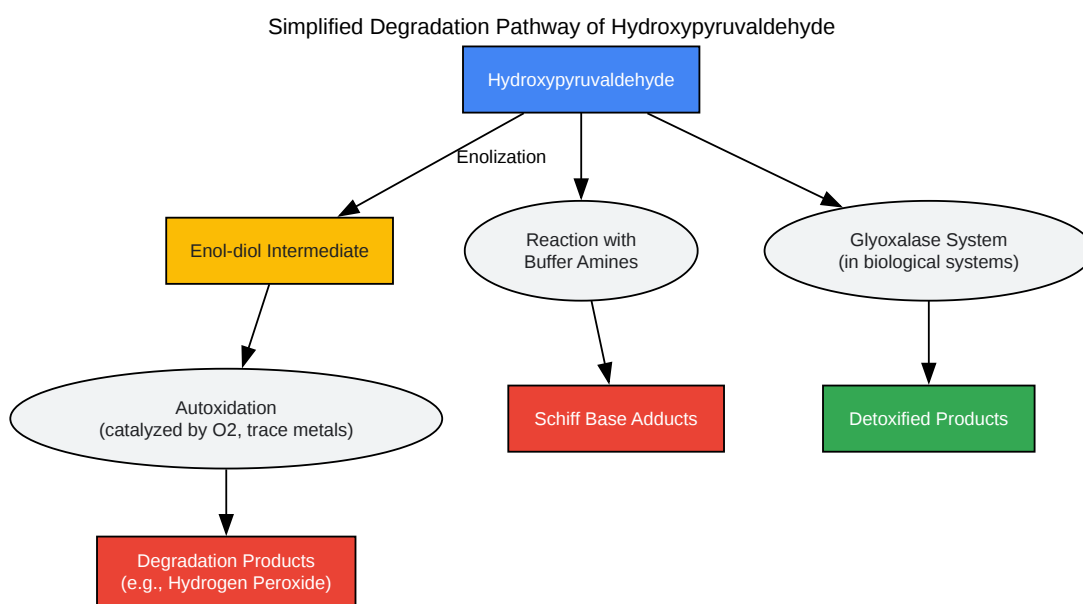 Simplified Degradation Pathway of Hydroxypyruvaldehyde
Hydroxypyruvaldehyde
Enolization
Enol-diol Intermediate
Reaction with
Buffer Amines
Glyoxalase System
(in biological systems)
Autoxidation
(catalyzed by O2, trace metals)
Schiff Base Adducts
Detoxified Products
Degradation Products
(e.g., Hydrogen Peroxide)